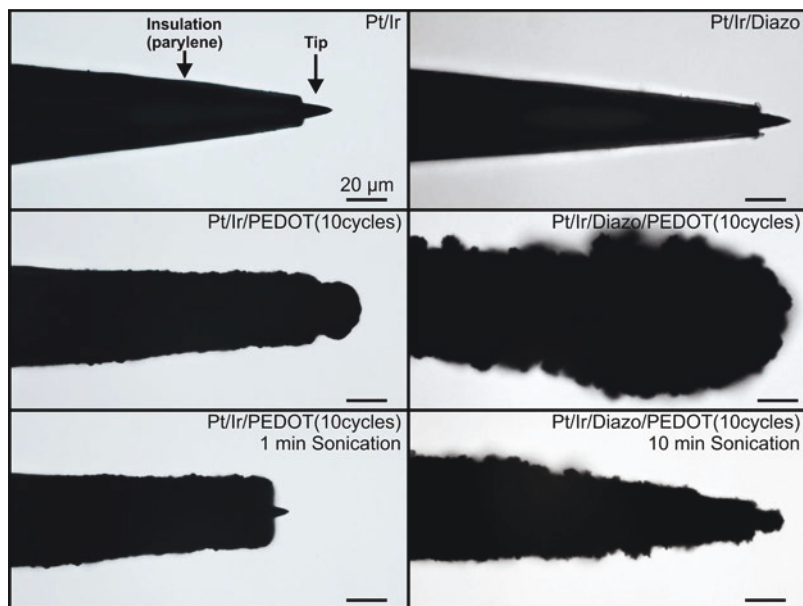 Pt/Ir
Insulation
(parylene)
Tip
20 µm
Pt/Ir/Diazo
Pt/Ir/PEDOT(10cycles)
Pt/Ir/Diazo/PEDOT(10cycles)
Pt/Ir/PEDOT(10cycles)
1 min Sonication
Pt/Ir/Diazo/PEDOT(10cycles)
10 min Sonication